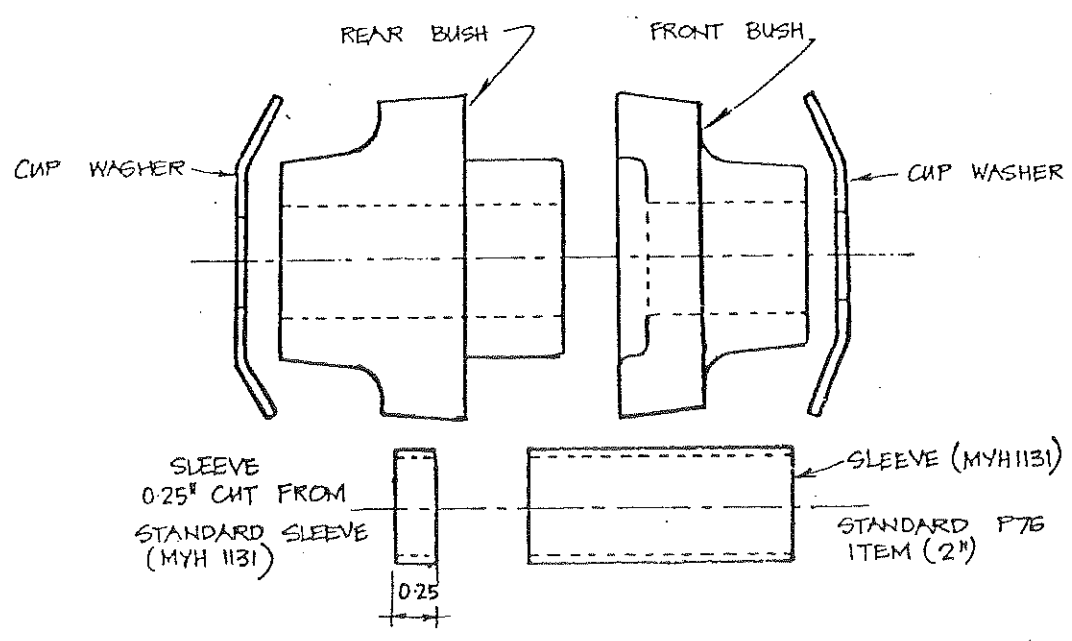 REAR BUSH
FRONT BUSH
CUP WASHER
CUP WASHER
SLEEVE
0.25" CUT FROM
STANDARD SLEEVE
(MYH 1131)
0.25
SLEEVE (MYH1131)
STANDARD P76
ITEM (2")